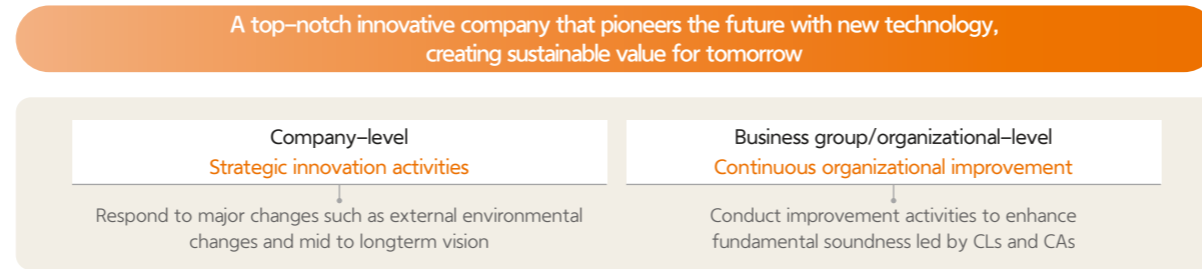 A top–notch innovative company that pioneers the future with new technology,
creating sustainable value for tomorrow
Company–level
Strategic innovation activities
Respond to major changes such as external environmental
changes and mid to longterm vision
Business group/organizational–level
Continuous organizational improvement
Conduct improvement activities to enhance
fundamental soundness led by CLs and CAs